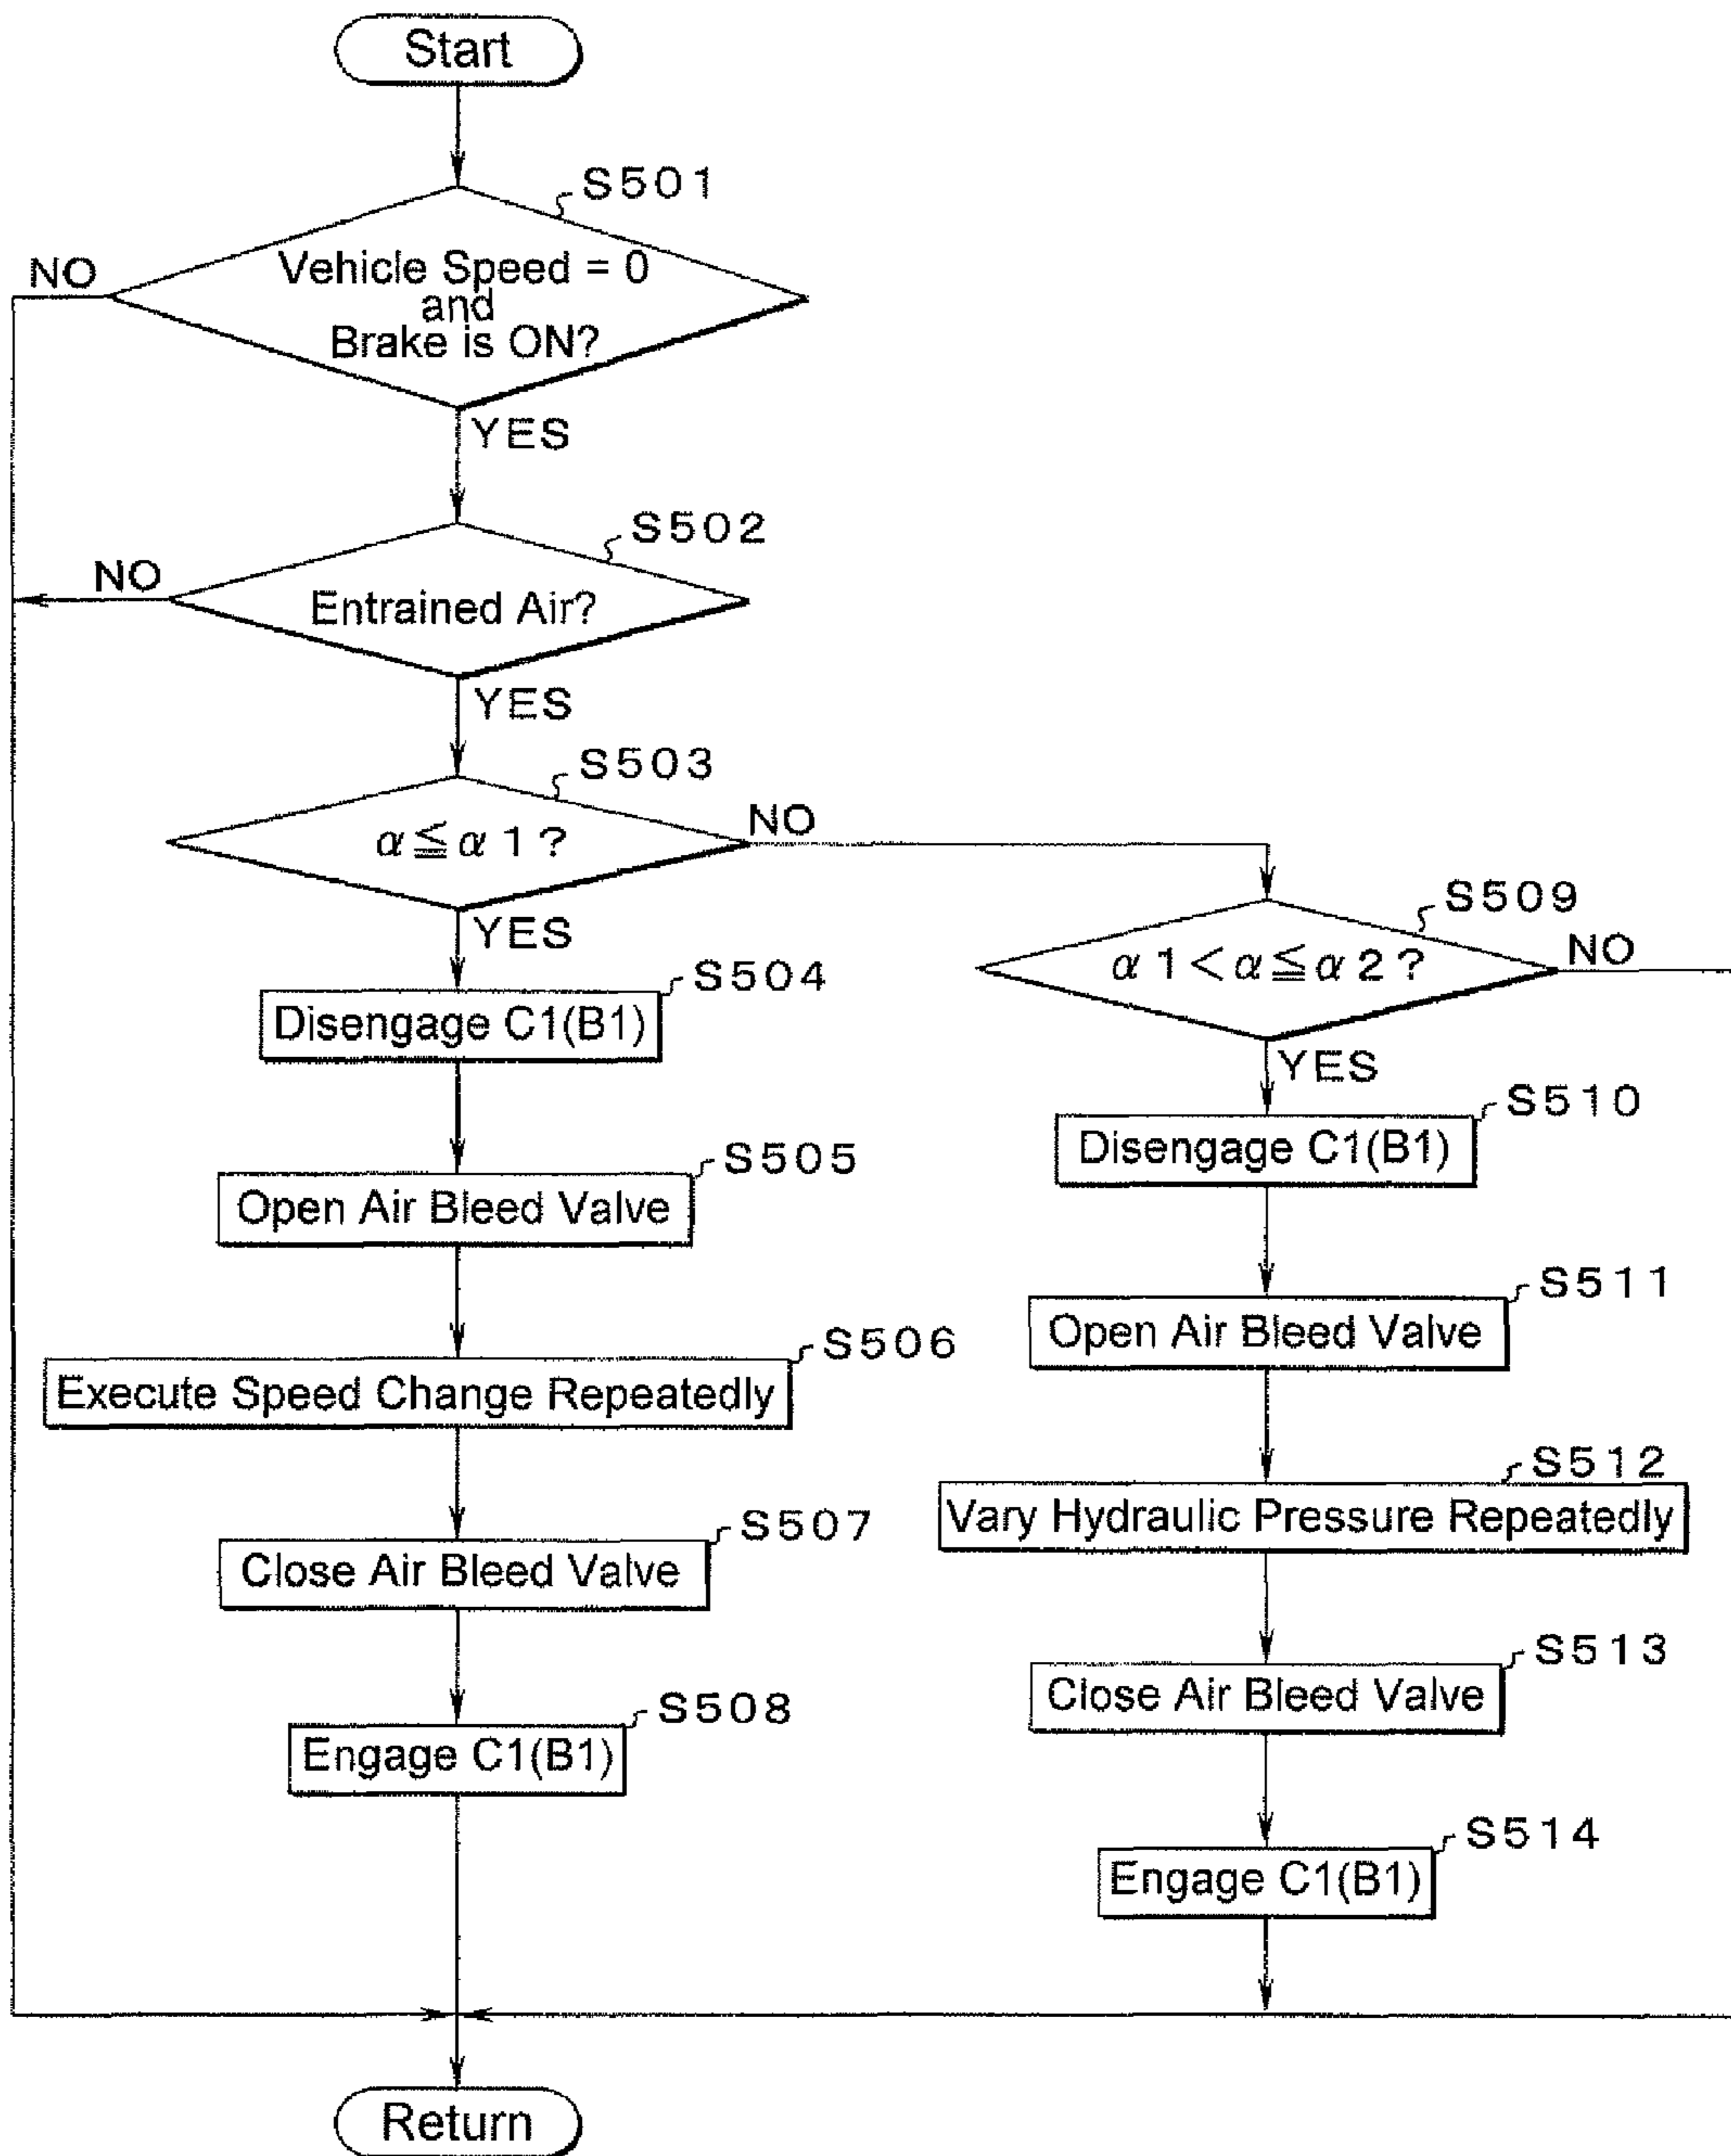 Start
S501
NO
Vehicle Speed = 0
and
Brake is ON?
YES
S502
NO
Entrained Air?
YES
S503
α≦α1?
NO
YES
S504
Disengage C1(B1)
S505
Open Air Bleed Valve
S506
Execute Speed Change Repeatedly
S507
Close Air Bleed Valve
S508
Engage C1(B1)
S509
α1<α≦α2?
NO
YES
S510
Disengage C1(B1)
S511
Open Air Bleed Valve
S512
Vary Hydraulic Pressure Repeatedly
S513
Close Air Bleed Valve
S514
Engage C1(B1)
Return